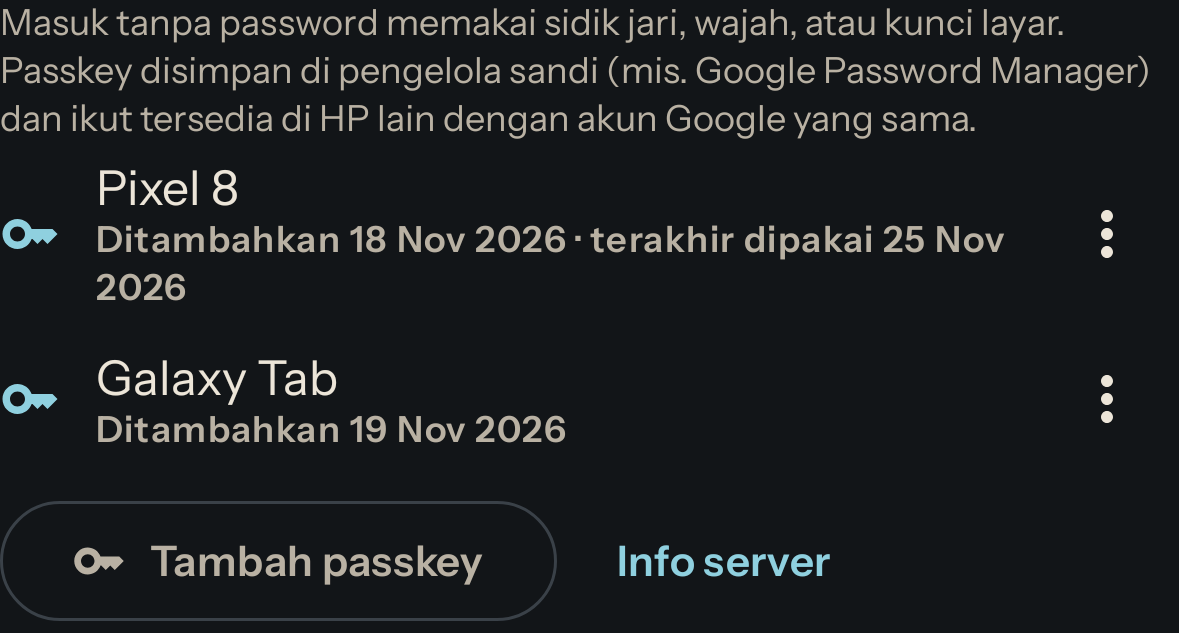 Masuk tanpa password memakai sidik jari, wajah, atau kunci layar.
Passkey disimpan di pengelola sandi (mis. Google Password Manager)
dan ikut tersedia di HP lain dengan akun Google yang sama.
Pixel 8
Ditambahkan 18 Nov 2026 · terakhir dipakai 25 Nov
2026
Galaxy Tab
Ditambahkan 19 Nov 2026
Tambah passkey
Info server